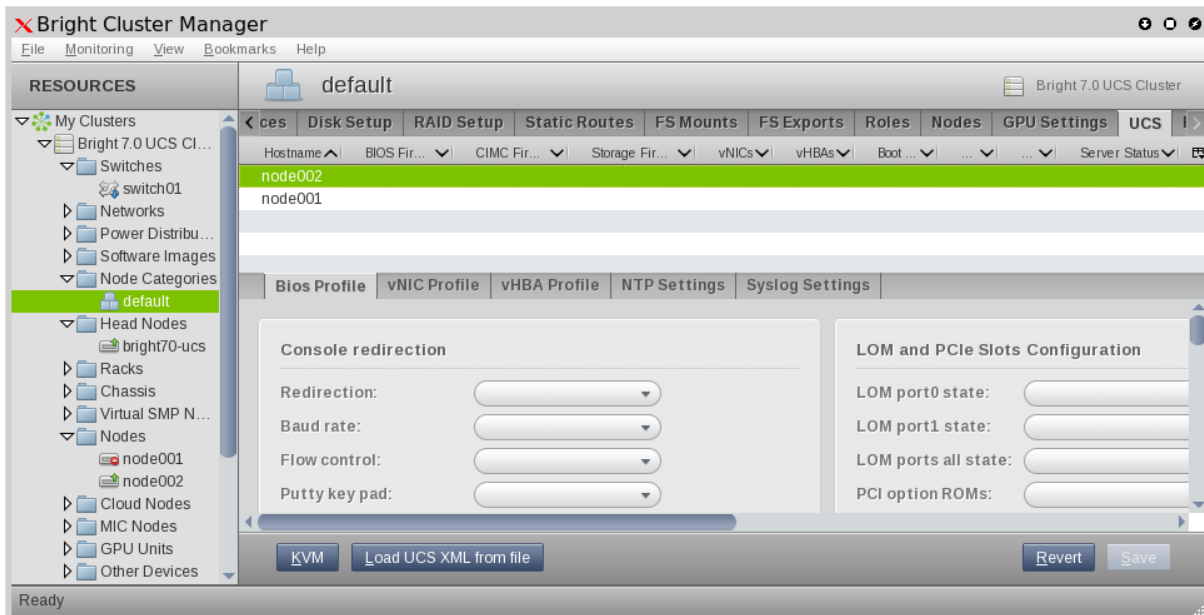 Bright Cluster Manager
File Monitoring View Bookmarks Help
RESOURCES
default
Bright 7.0 UCS Cluster
My Clusters
Bright 7.0 UCS Cl...
Switches
switch01
Networks
Power Distribu...
Software Images
Node Categories
default
Head Nodes
bright70-ucs
Racks
Chassis
Virtual SMP N...
Nodes
node001
node002
Cloud Nodes
MIC Nodes
GPU Units
Other Devices
ces Disk Setup RAID Setup Static Routes FS Mounts FS Exports Roles Nodes GPU Settings UCS
Hostname BIOS Fir... CIMC Fir... Storage Fir... vNICs vHBAs Boot ... ... ... Server Status
node002
node001
Bios Profile vNIC Profile vHBA Profile NTP Settings Syslog Settings
Console redirection
Redirection:
Baud rate:
Flow control:
Putty key pad:
LOM and PCIe Slots Configuration
LOM port0 state:
LOM port1 state:
LOM ports all state:
PCI option ROMs:
KVM Load UCS XML from file Revert Save
Ready